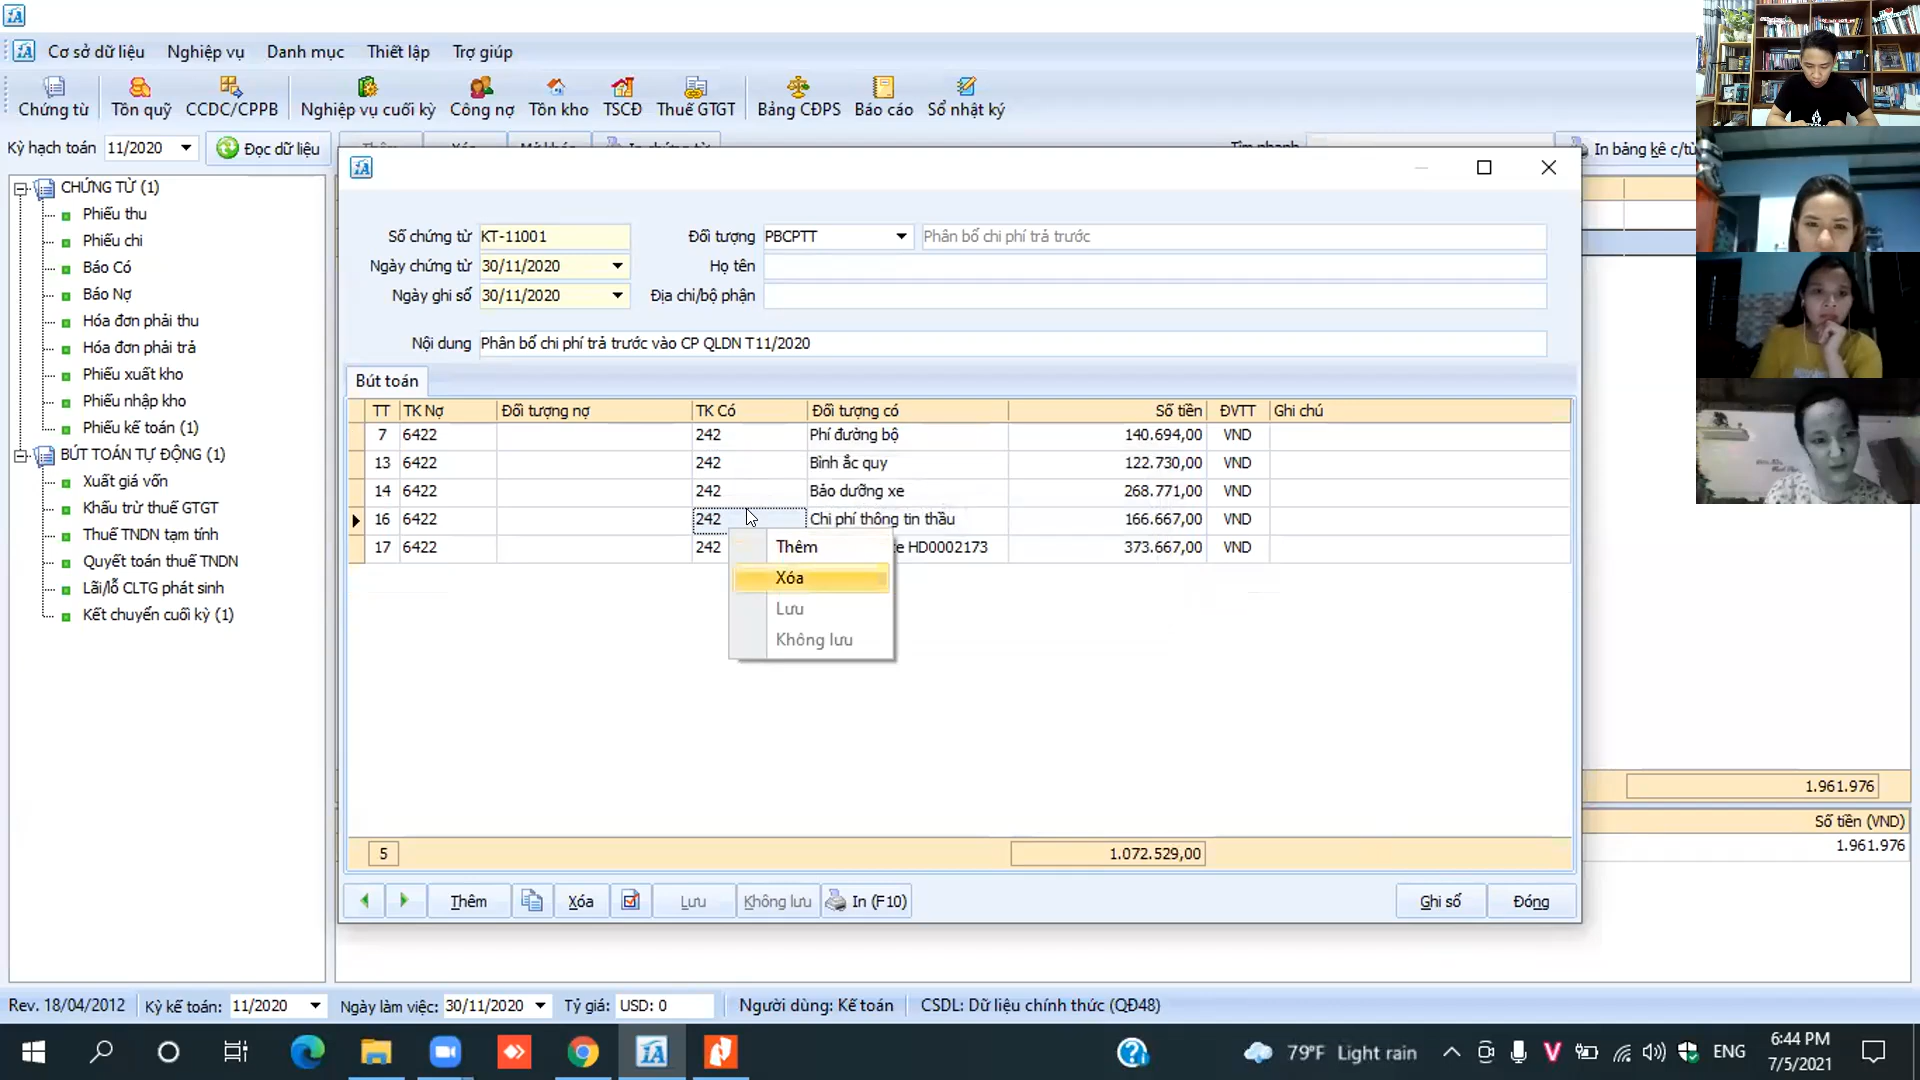 Cơ sở dữ liệu Nghiệp vụ Danh mục Thiết lập Trợ giúp
Chứng từ Tồn quỹ CCDC/CPPB Nghiệp vụ cuối kỳ Công nợ Tồn kho TSCĐ Thuế GTGT Bảng CĐPS Báo cáo Sổ nhật ký
Kỳ hạch toán 11/2020 Đọc dữ liệu In bảng kê c/từ
CHỨNG TỪ (1)
Phiếu thu
Phiếu chi
Báo Có
Báo Nợ
Hóa đơn phải thu
Hóa đơn phải trả
Phiếu xuất kho
Phiếu nhập kho
Phiếu kế toán (1)
BÚT TOÁN TỰ ĐỘNG (1)
Xuất giá vốn
Khấu trừ thuế GTGT
Thuế TNDN tạm tính
Quyết toán thuế TNDN
Lãi/lỗ CLTG phát sinh
Kết chuyển cuối kỳ (1)
Số chứng từ KT-11001 Đối tượng PBCPTT Phân bổ chi phí trả trước
Ngày chứng từ 30/11/2020 Họ tên
Ngày ghi sổ 30/11/2020 Địa chỉ/bộ phận
Nội dung Phân bổ chi phí trả trước vào CP QLDN T11/2020
Bút toán
TT TK Nợ Đối tượng nợ TK Có Đối tượng có Số tiền ĐVTT Ghi chú
7 6422 242 Phí đường bộ 140.694,00 VND
13 6422 242 Bình ắc quy 122.730,00 VND
14 6422 242 Bảo dưỡng xe 268.771,00 VND
16 6422 242 Chi phí thông tin thầu 166.667,00 VND
17 6422 242 HD0002173 373.667,00 VND
Thêm
Xóa
Lưu
Không lưu
5 1.072.529,00
Thêm Xóa Lưu Không lưu In (F10) Ghi sổ Đóng
1.961.976
Số tiền (VND)
1.961.976
Rev. 18/04/2012 Kỳ kế toán: 11/2020 Ngày làm việc: 30/11/2020 Tỷ giá: USD: 0 Người dùng: Kế toán CSDL: Dữ liệu chính thức (QĐ48)
79°F Light rain ENG 6:44 PM
7/5/2021